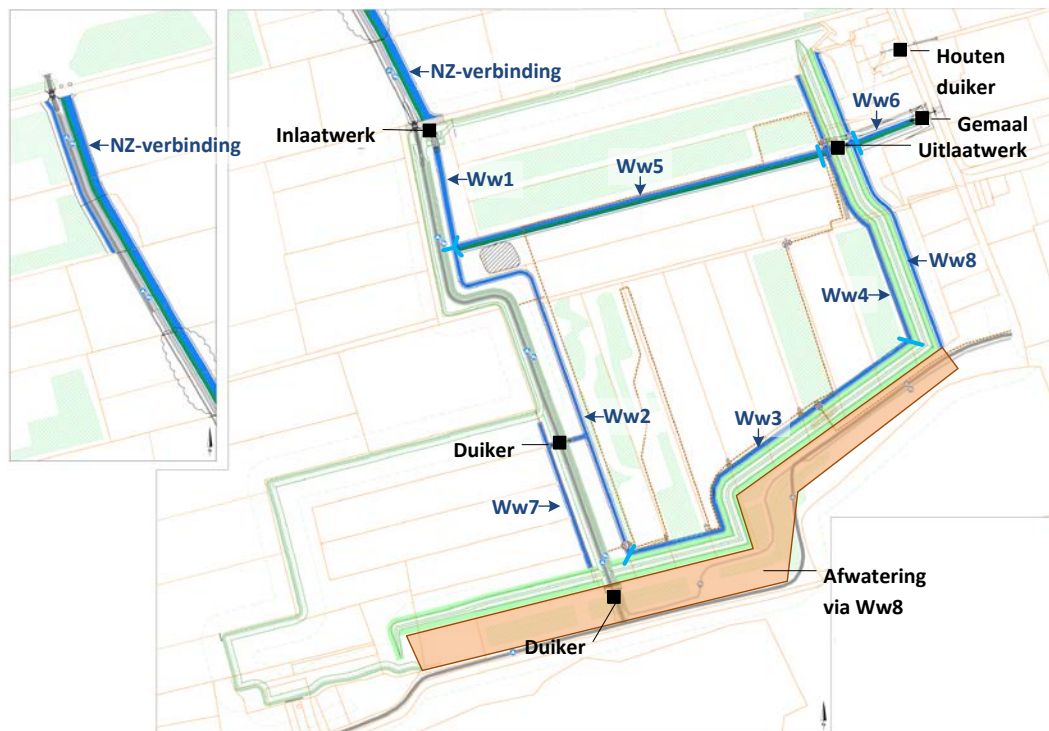 NZ-verbinding
NZ-verbinding
Houten
duiker
Inlaatwerk
Ww6
Gemaal
Uitlaatwerk
Ww1
Ww5
Ww8
Ww4
Ww2
Ww3
Duiker
Ww7
Afwatering
via Ww8
Duiker